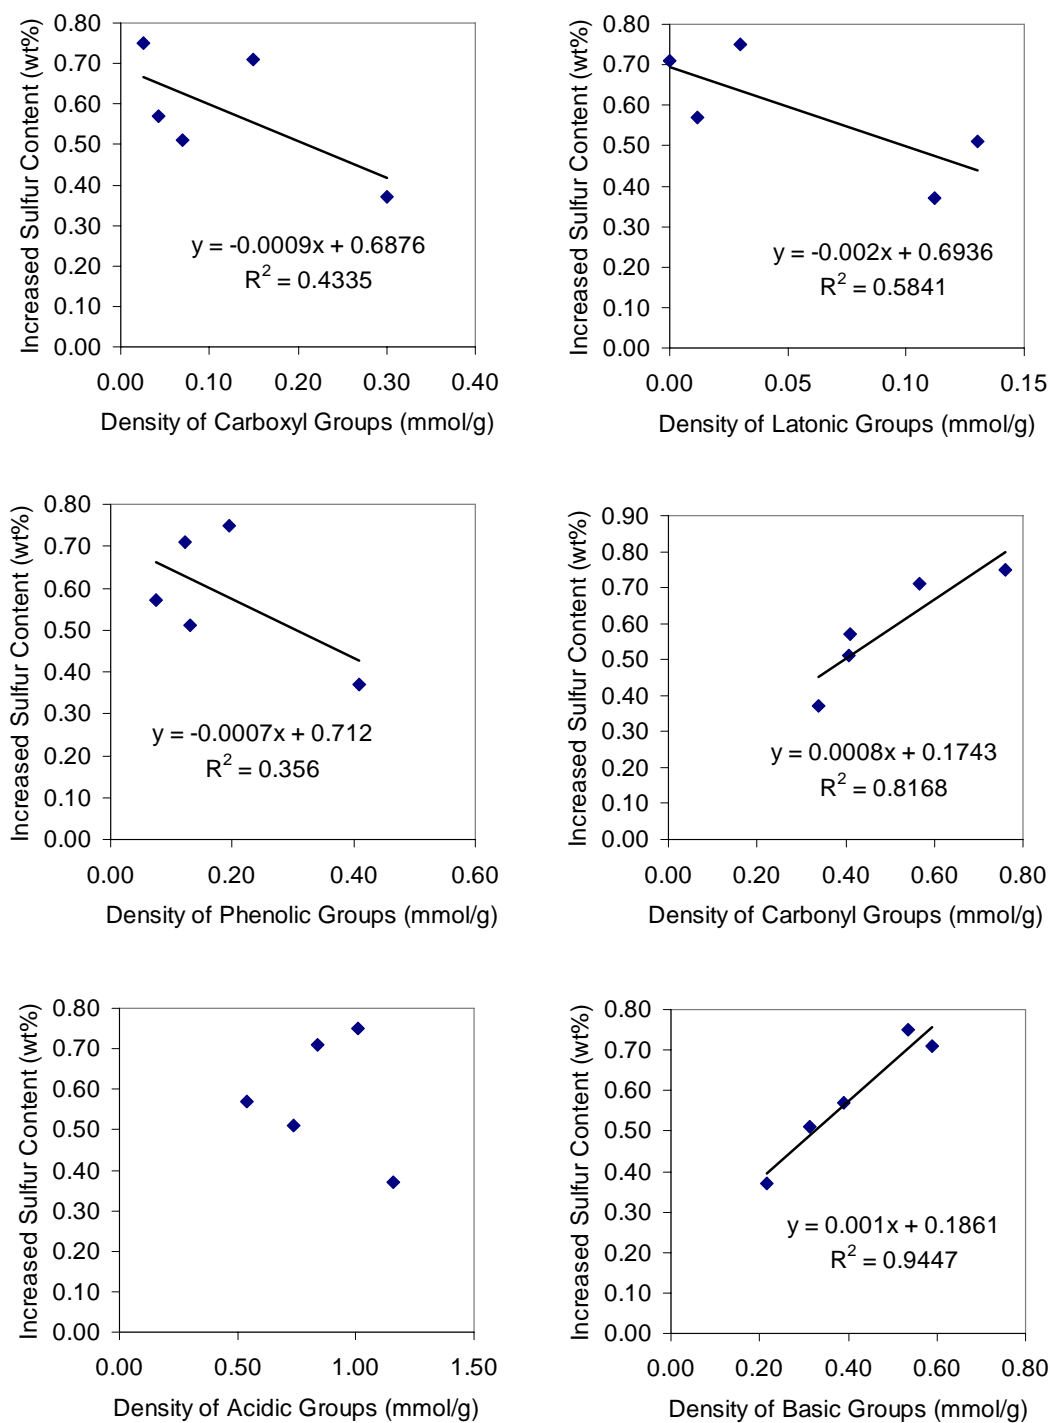 Increased Sulfur Content (wt%)
0.80
0.70
0.60
0.50
0.40
0.30
0.20
0.10
0.00
y = -0.0009x + 0.6876
R² = 0.4335
0.00 0.10 0.20 0.30 0.40
Density of Carboxyl Groups (mmol/g)
Increased Sulfur Content (wt%)
0.80
0.70
0.60
0.50
0.40
0.30
0.20
0.10
0.00
y = -0.002x + 0.6936
R² = 0.5841
0.00 0.05 0.10 0.15
Density of Latonic Groups (mmol/g)
Increased Sulfur Content (wt%)
0.80
0.70
0.60
0.50
0.40
0.30
0.20
0.10
0.00
y = -0.0007x + 0.712
R² = 0.356
0.00 0.20 0.40 0.60
Density of Phenolic Groups (mmol/g)
Increased Sulfur Content (wt%)
0.90
0.80
0.70
0.60
0.50
0.40
0.30
0.20
0.10
0.00
y = 0.0008x + 0.1743
R² = 0.8168
0.00 0.20 0.40 0.60 0.80
Density of Carbonyl Groups (mmol/g)
Increased Sulfur Content (wt%)
0.80
0.70
0.60
0.50
0.40
0.30
0.20
0.10
0.00
0.00 0.50 1.00 1.50
Density of Acidic Groups (mmol/g)
Increased Sulfur Content (wt%)
0.80
0.70
0.60
0.50
0.40
0.30
0.20
0.10
0.00
y = 0.001x + 0.1861
R² = 0.9447
0.00 0.20 0.40 0.60 0.80
Density of Basic Groups (mmol/g)